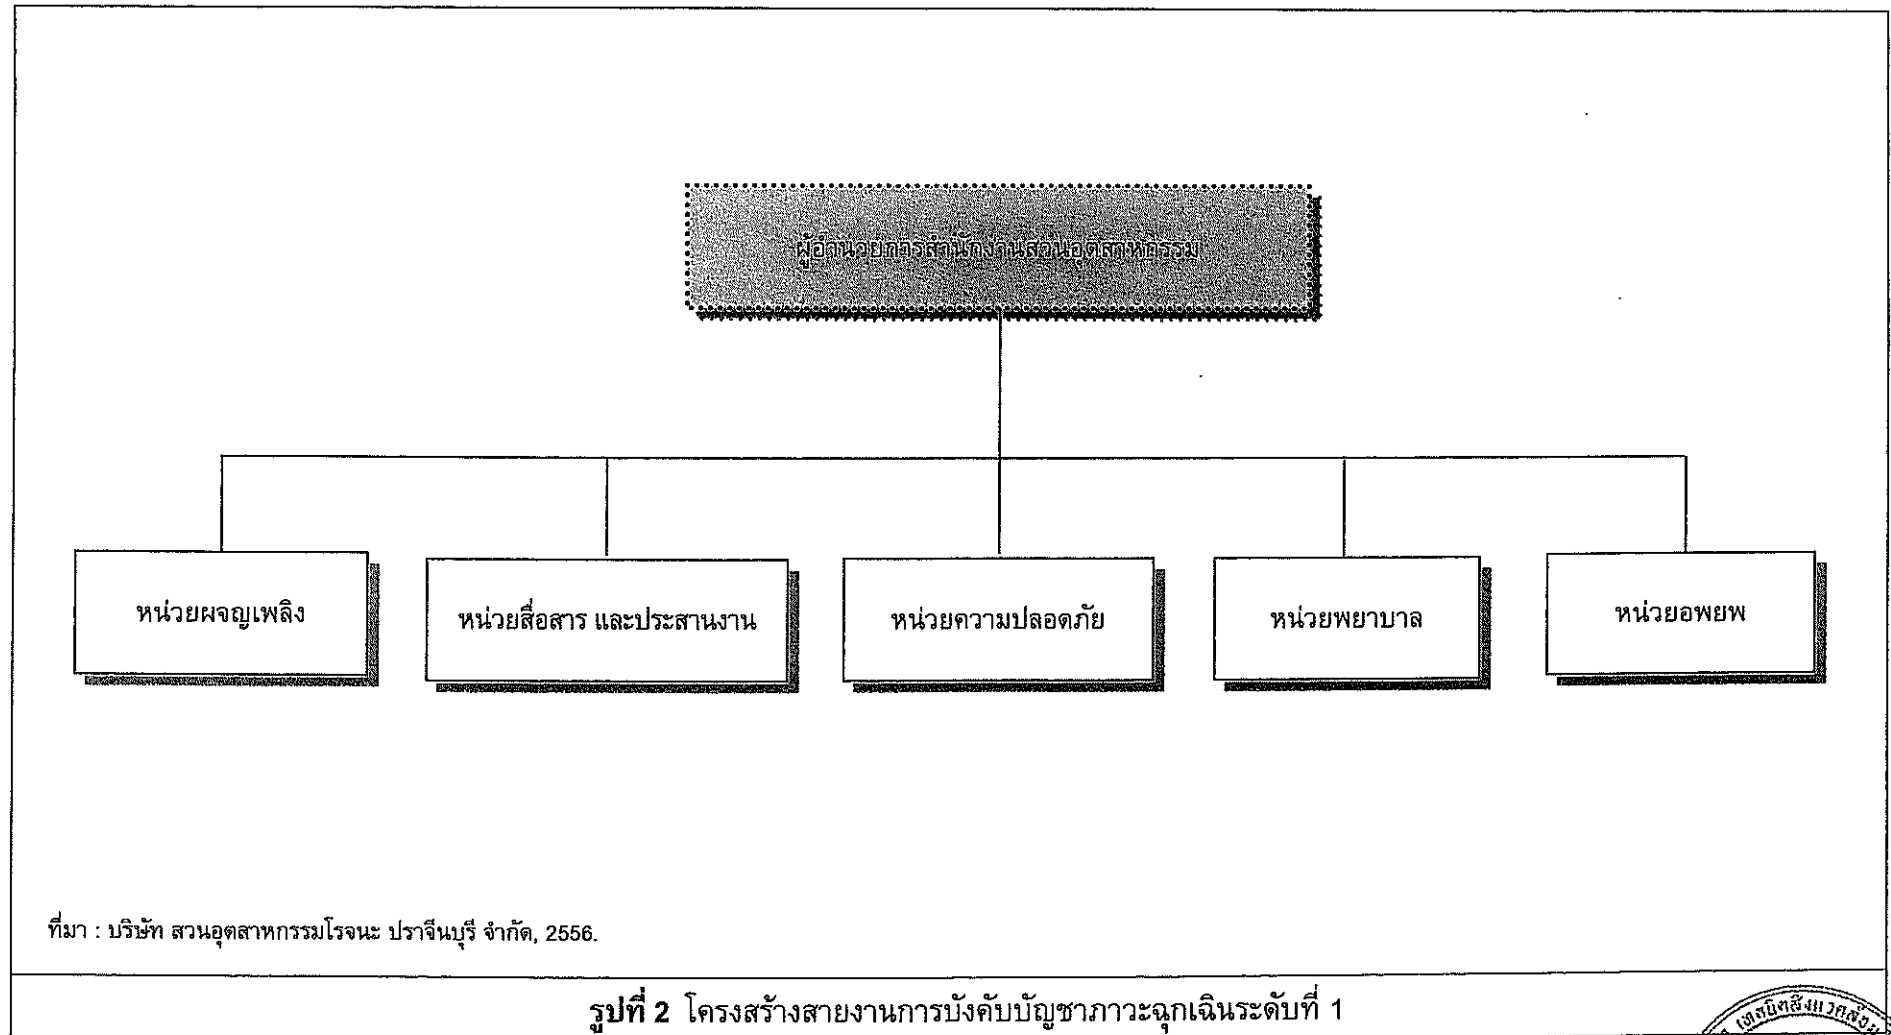 ผู้อำนวยการสำนักงานสวนอุตสาหกรรม
หน่วยผจญเพลิง
หน่วยสื่อสาร และประสานงาน
หน่วยความปลอดภัย
หน่วยพยาบาล
หน่วยอพยพ
ที่มา : บริษัท สวนอุตสาหกรรมโรจนะ ปราจีนบุรี จำกัด, 2556.
รูปที่ 2 โครงสร้างสายงานการบังคับบัญชาภาวะฉุกเฉินระดับที่ 1